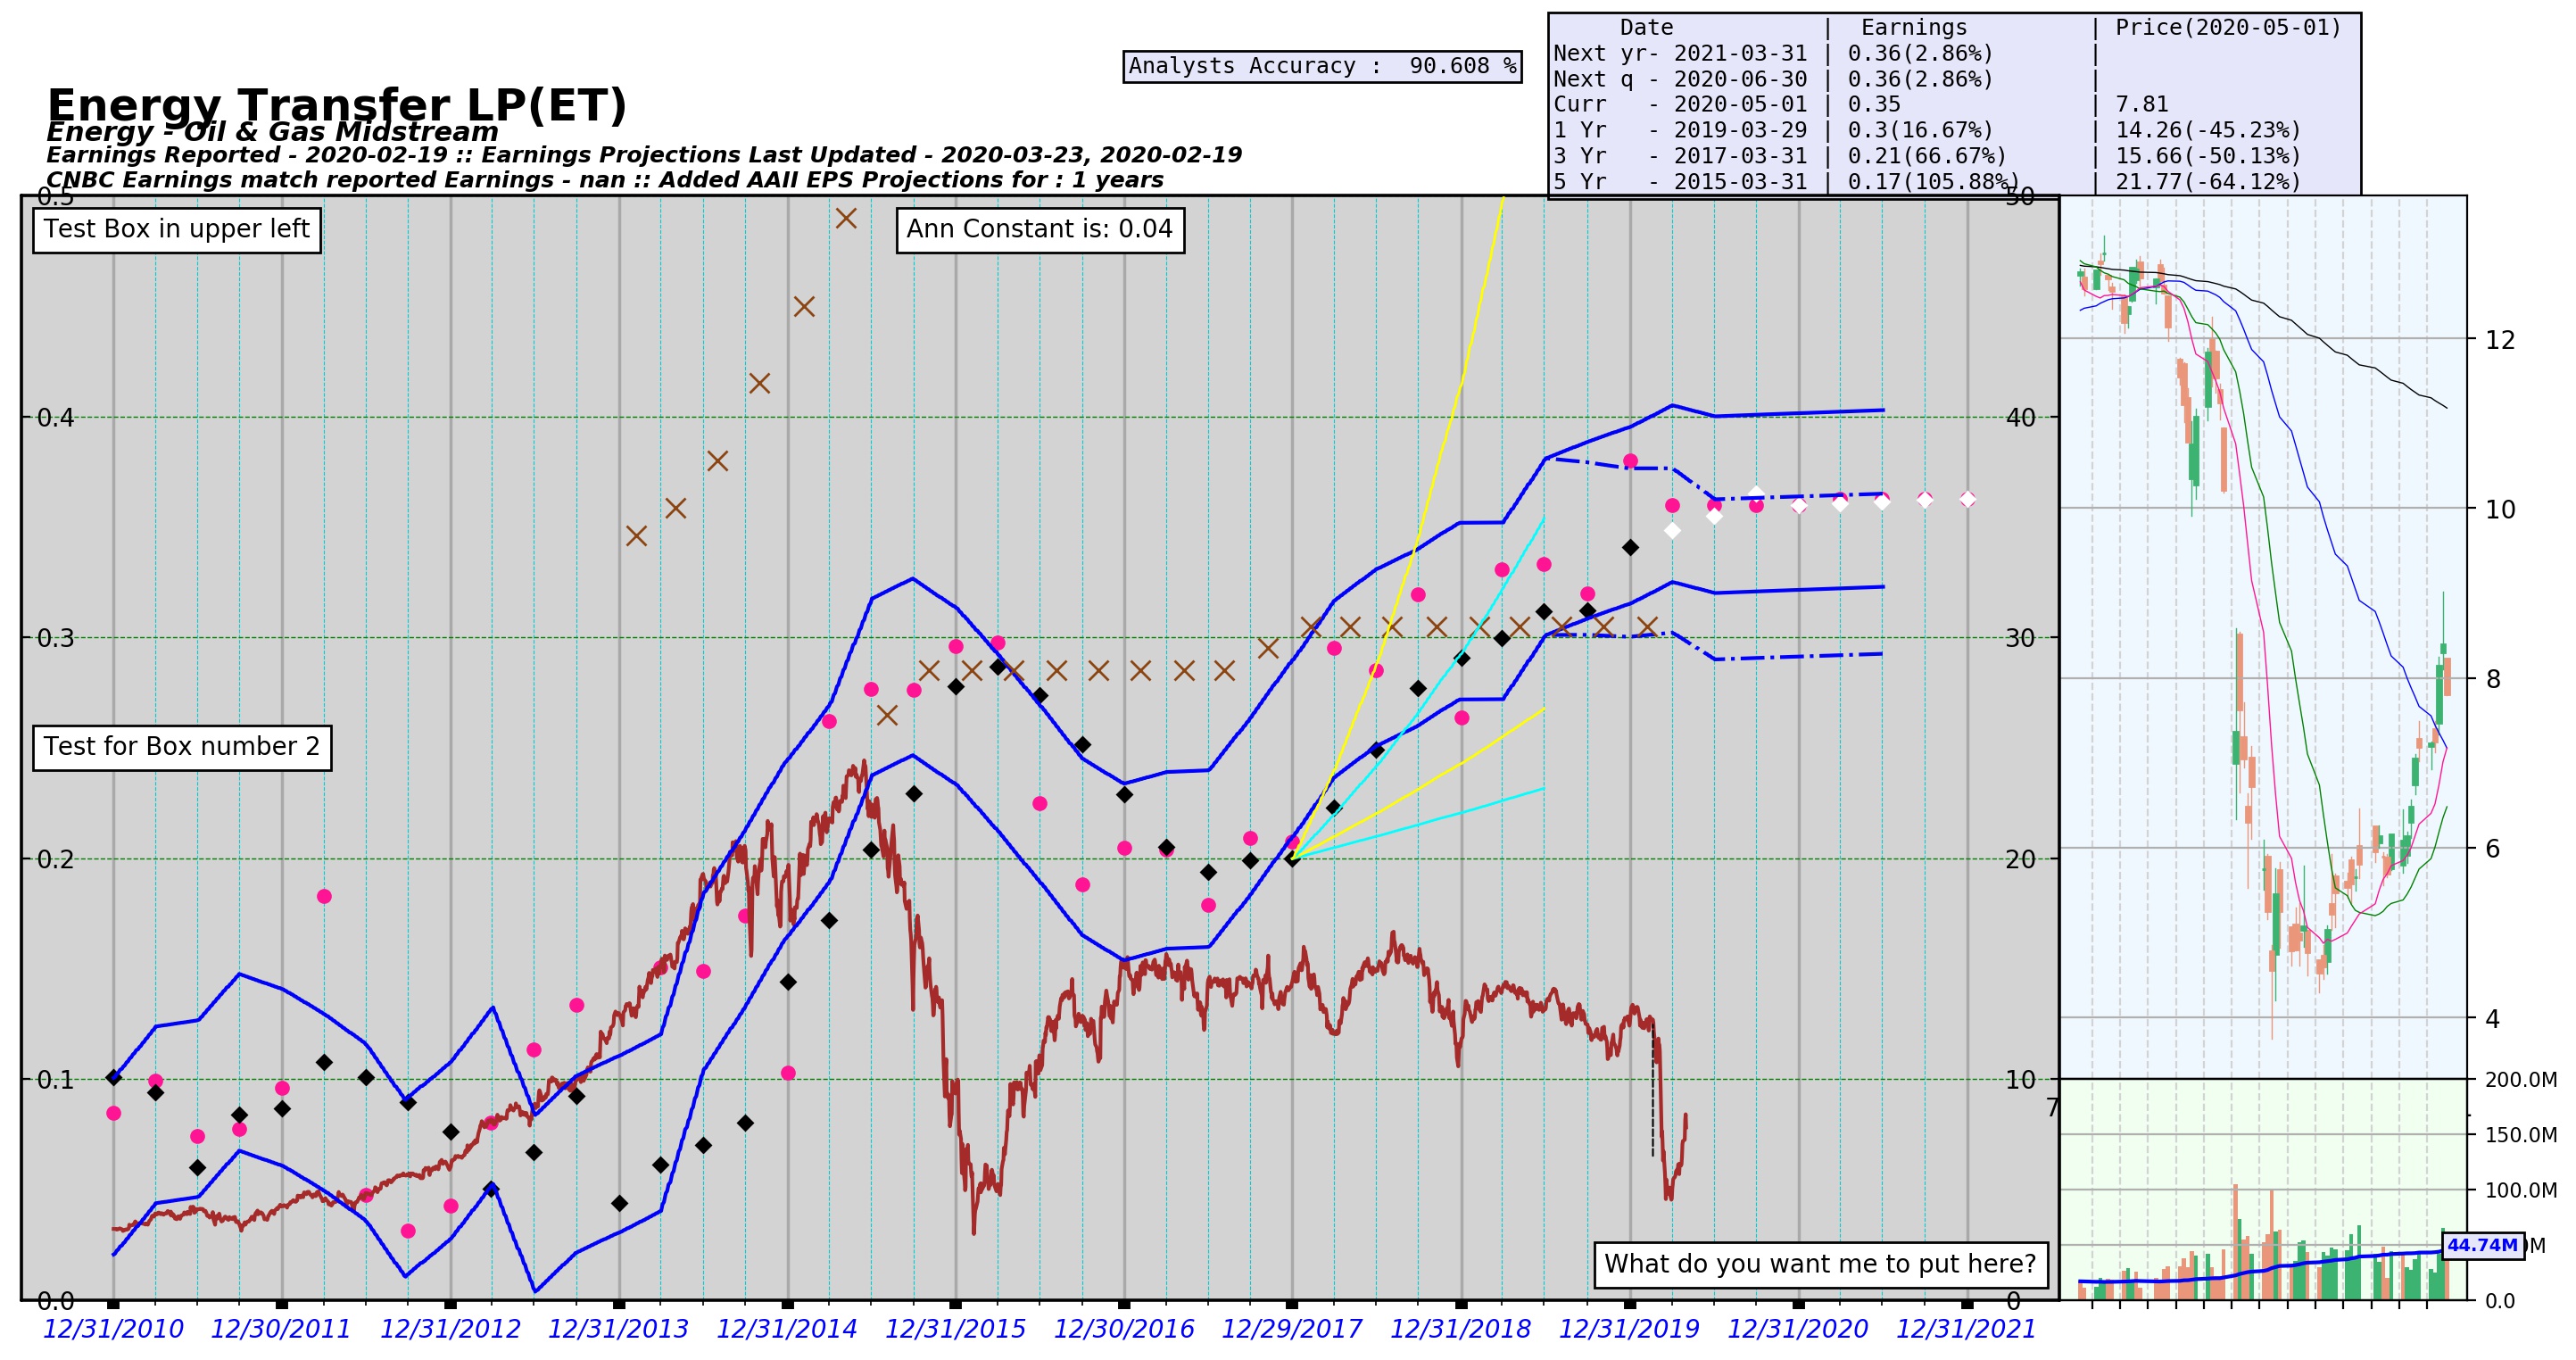 Date | Earnings | Price(2020-05-01)
Next yr- 2021-03-31 | 0.36(2.86%) |
Next q - 2020-06-30 | 0.36(2.86%) |
Curr - 2020-05-01 | 0.35 | 7.81
1 Yr - 2019-03-29 | 0.3(16.67%) | 14.26(-45.23%)
3 Yr - 2017-03-31 | 0.21(66.67%) | 15.66(-50.13%)
5 Yr - 2015-03-31 | 0.17(105.88%) | 21.77(-64.12%)
Analysts Accuracy : 90.608 %
Energy Transfer LP(ET)
Energy - Oil & Gas Midstream
Earnings Reported - 2020-02-19 :: Earnings Projections Last Updated - 2020-03-23, 2020-02-19
CNBC Earnings match reported Earnings - nan :: Added AAII EPS Projections for : 1 years
Test Box in upper left
Ann Constant is: 0.04
Test for Box number 2
What do you want me to put here?
0.5
0.4
0.3
0.2
0.1
0.0
50
40
30
20
10
0
7
12
10
8
6
4
200.0M
150.0M
100.0M
44.74M
0.0
12/31/2010 12/30/2011 12/31/2012 12/31/2013 12/31/2014 12/31/2015 12/30/2016 12/29/2017 12/31/2018 12/31/2019 12/31/2020 12/31/2021